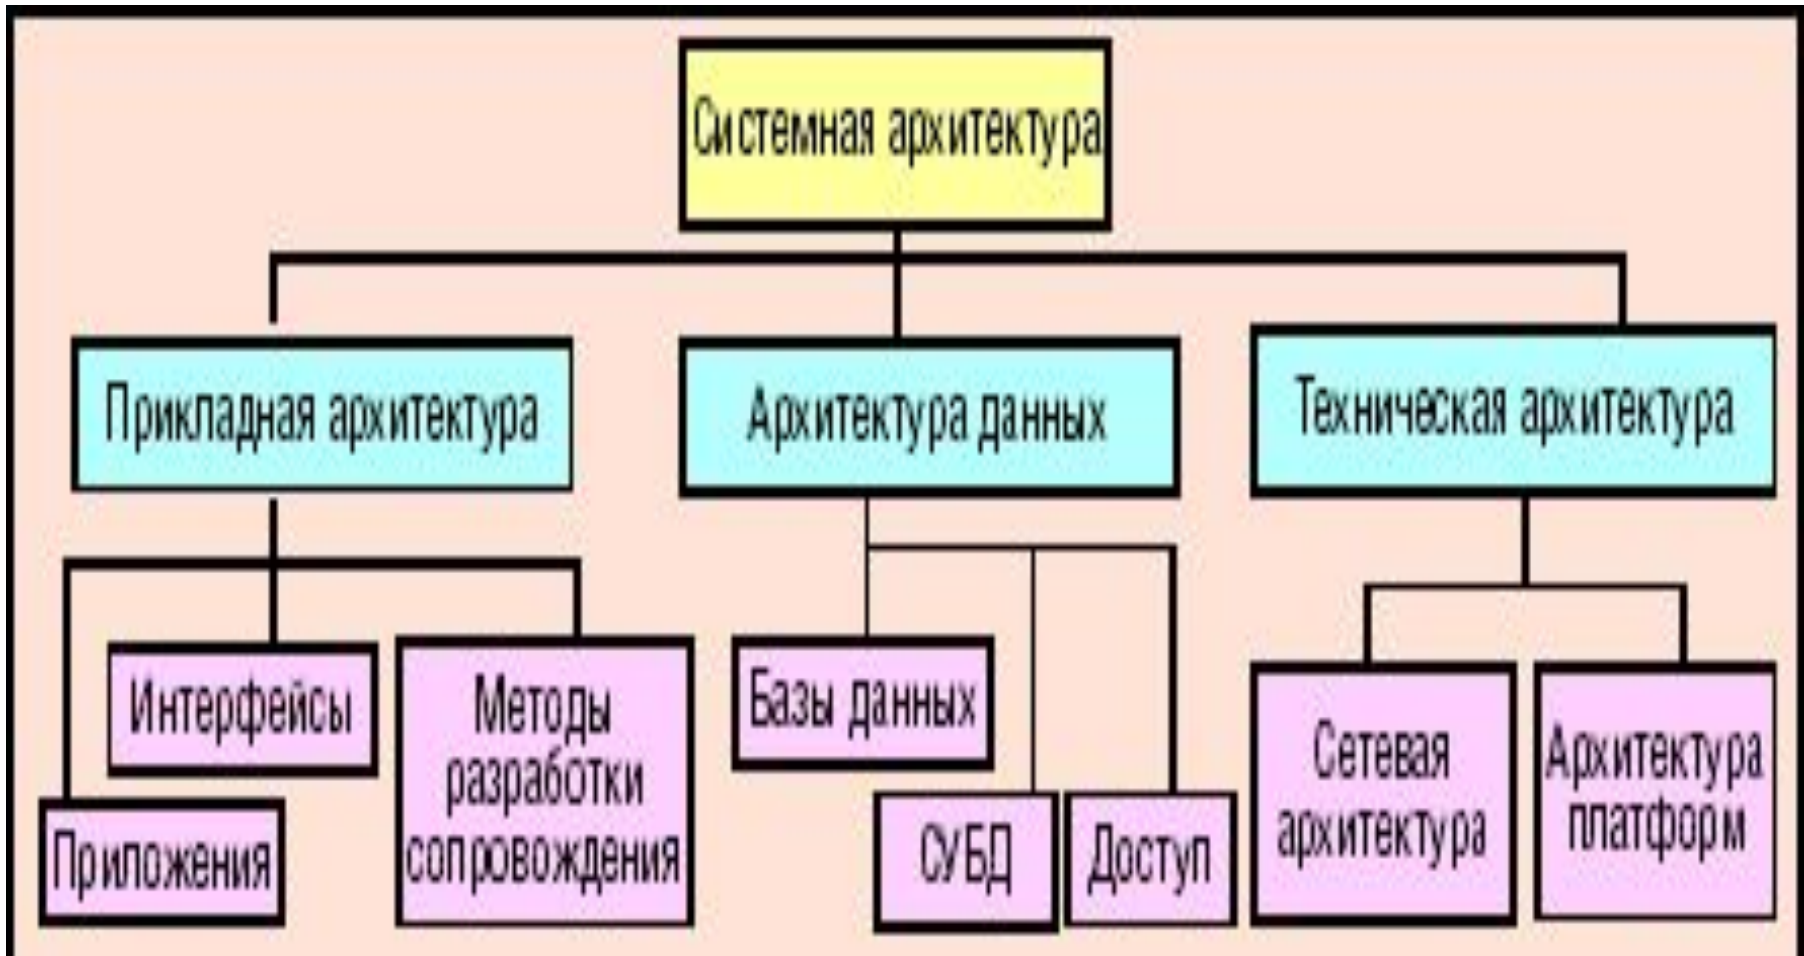 Системная архитектура
Прикладная архитектура
Архитектура данных
Техническая архитектура
Интерфейсы
Методы
разработки
сопровождения
Приложения
Базы данных
СУБД
Доступ
Сетевая
архитектура
Архитектура
платформ